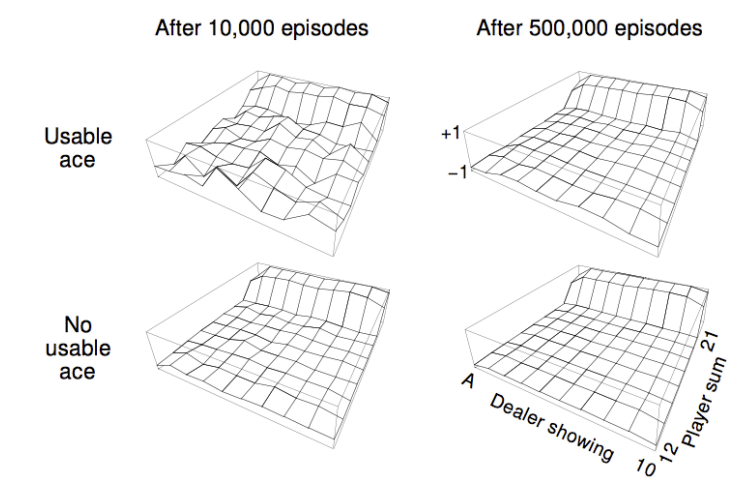 After 10,000 episodes
After 500,000 episodes
Usable
ace
+1
−1
No
usable
ace
A
Dealer showing
10
12
Player sum
21